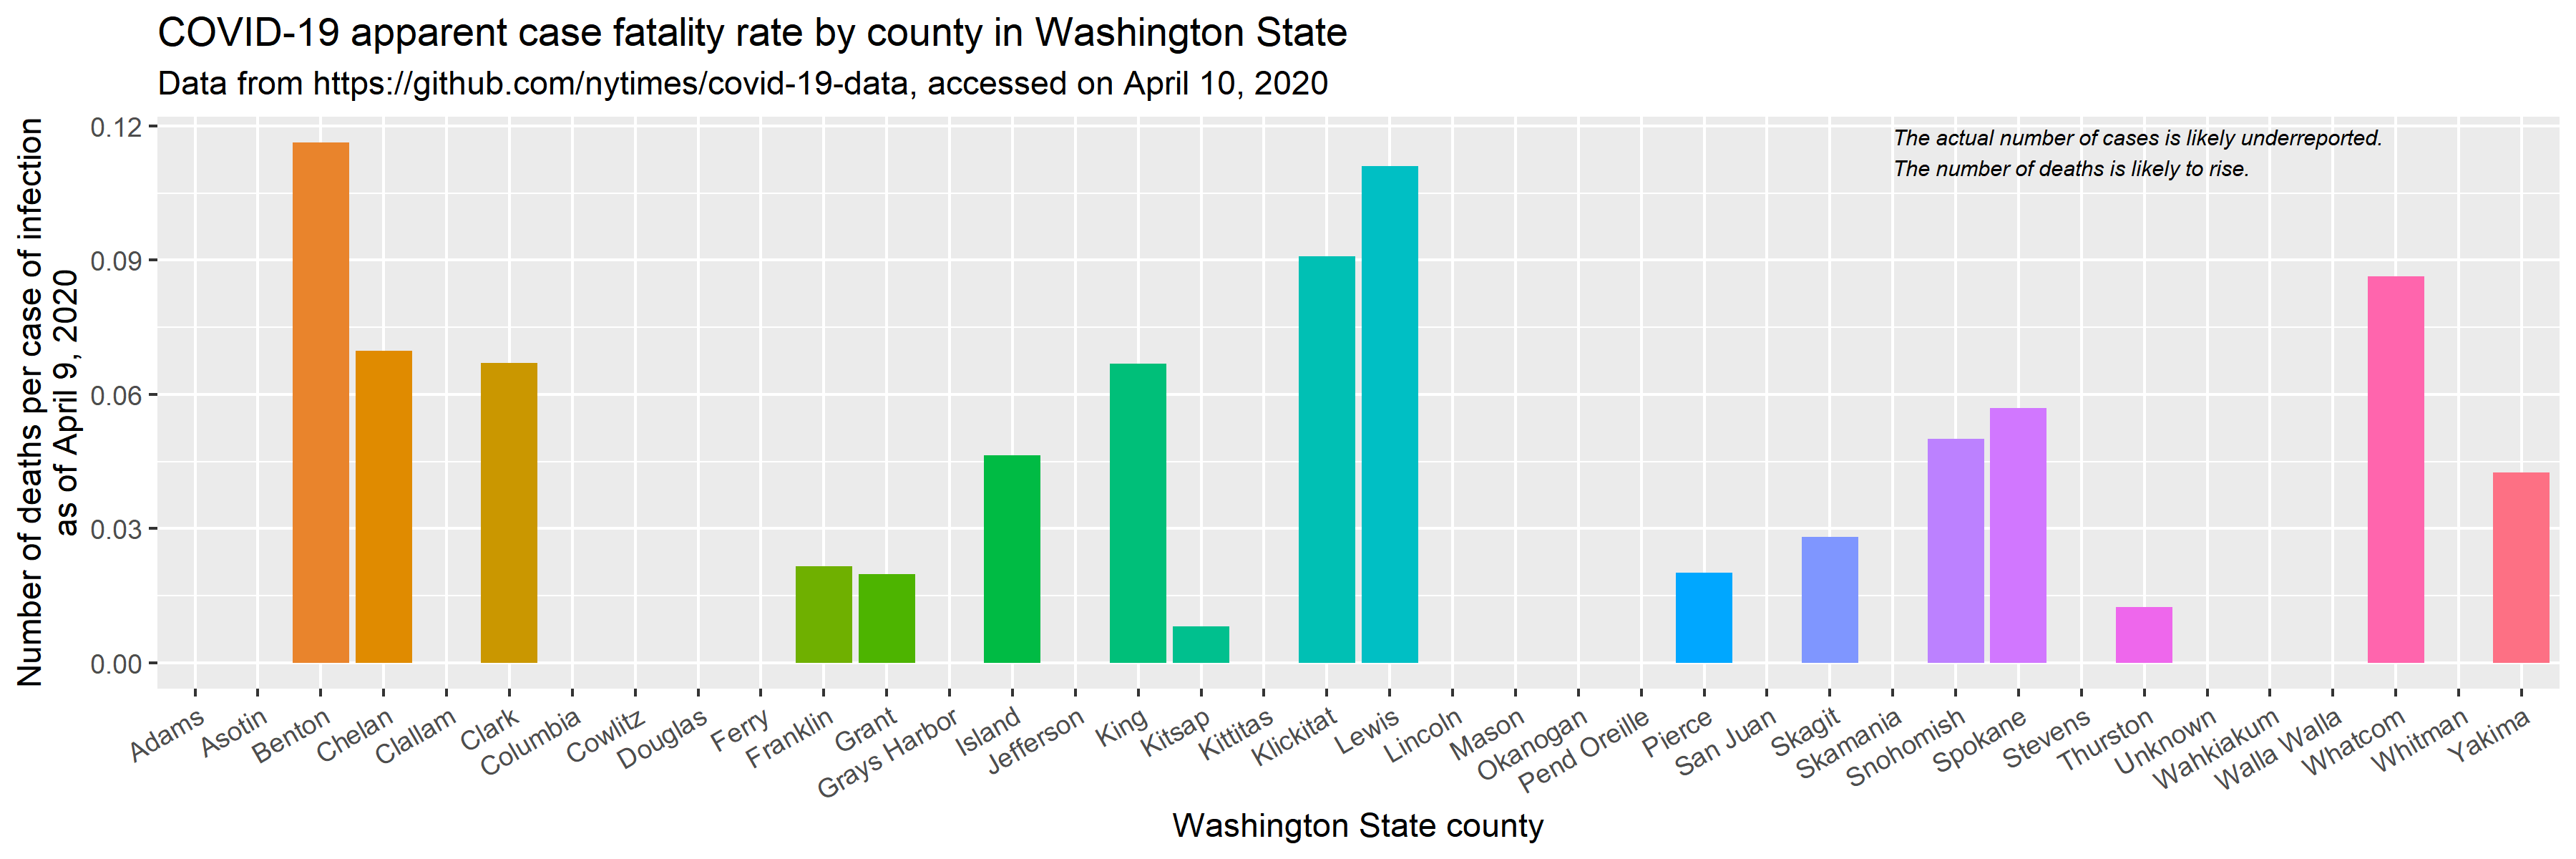 COVID-19 apparent case fatality rate by county in Washington State
Data from https://github.com/nytimes/covid-19-data, accessed on April 10, 2020
Number of deaths per case of infection
as of April 9, 2020
0.12
0.09
0.06
0.03
0.00
The actual number of cases is likely underreported.
The number of deaths is likely to rise.
Adams
Asotin
Benton
Chelan
Clallam
Clark
Columbia
Cowlitz
Douglas
Ferry
Franklin
Grant
Grays Harbor
Island
Jefferson
King
Kitsap
Kittitas
Klickitat
Lewis
Lincoln
Mason
Okanogan
Pend Oreille
Pierce
San Juan
Skagit
Skamania
Snohomish
Spokane
Stevens
Thurston
Unknown
Wahkiakum
Walla Walla
Whatcom
Whitman
Yakima
Washington State county